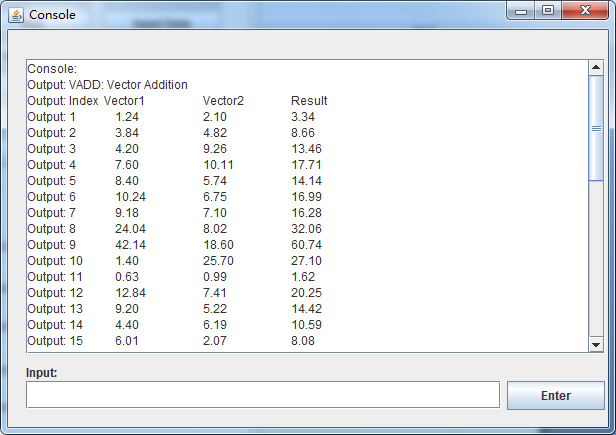 Console
Console:
Output: VADD: Vector Addition
Output: Index Vector1 Vector2 Result
Output: 1 1.24 2.10 3.34
Output: 2 3.84 4.82 8.66
Output: 3 4.20 9.26 13.46
Output: 4 7.60 10.11 17.71
Output: 5 8.40 5.74 14.14
Output: 6 10.24 6.75 16.99
Output: 7 9.18 7.10 16.28
Output: 8 24.04 8.02 32.06
Output: 9 42.14 18.60 60.74
Output: 10 1.40 25.70 27.10
Output: 11 0.63 0.99 1.62
Output: 12 12.84 7.41 20.25
Output: 13 9.20 5.22 14.42
Output: 14 4.40 6.19 10.59
Output: 15 6.01 2.07 8.08
Input:
Enter